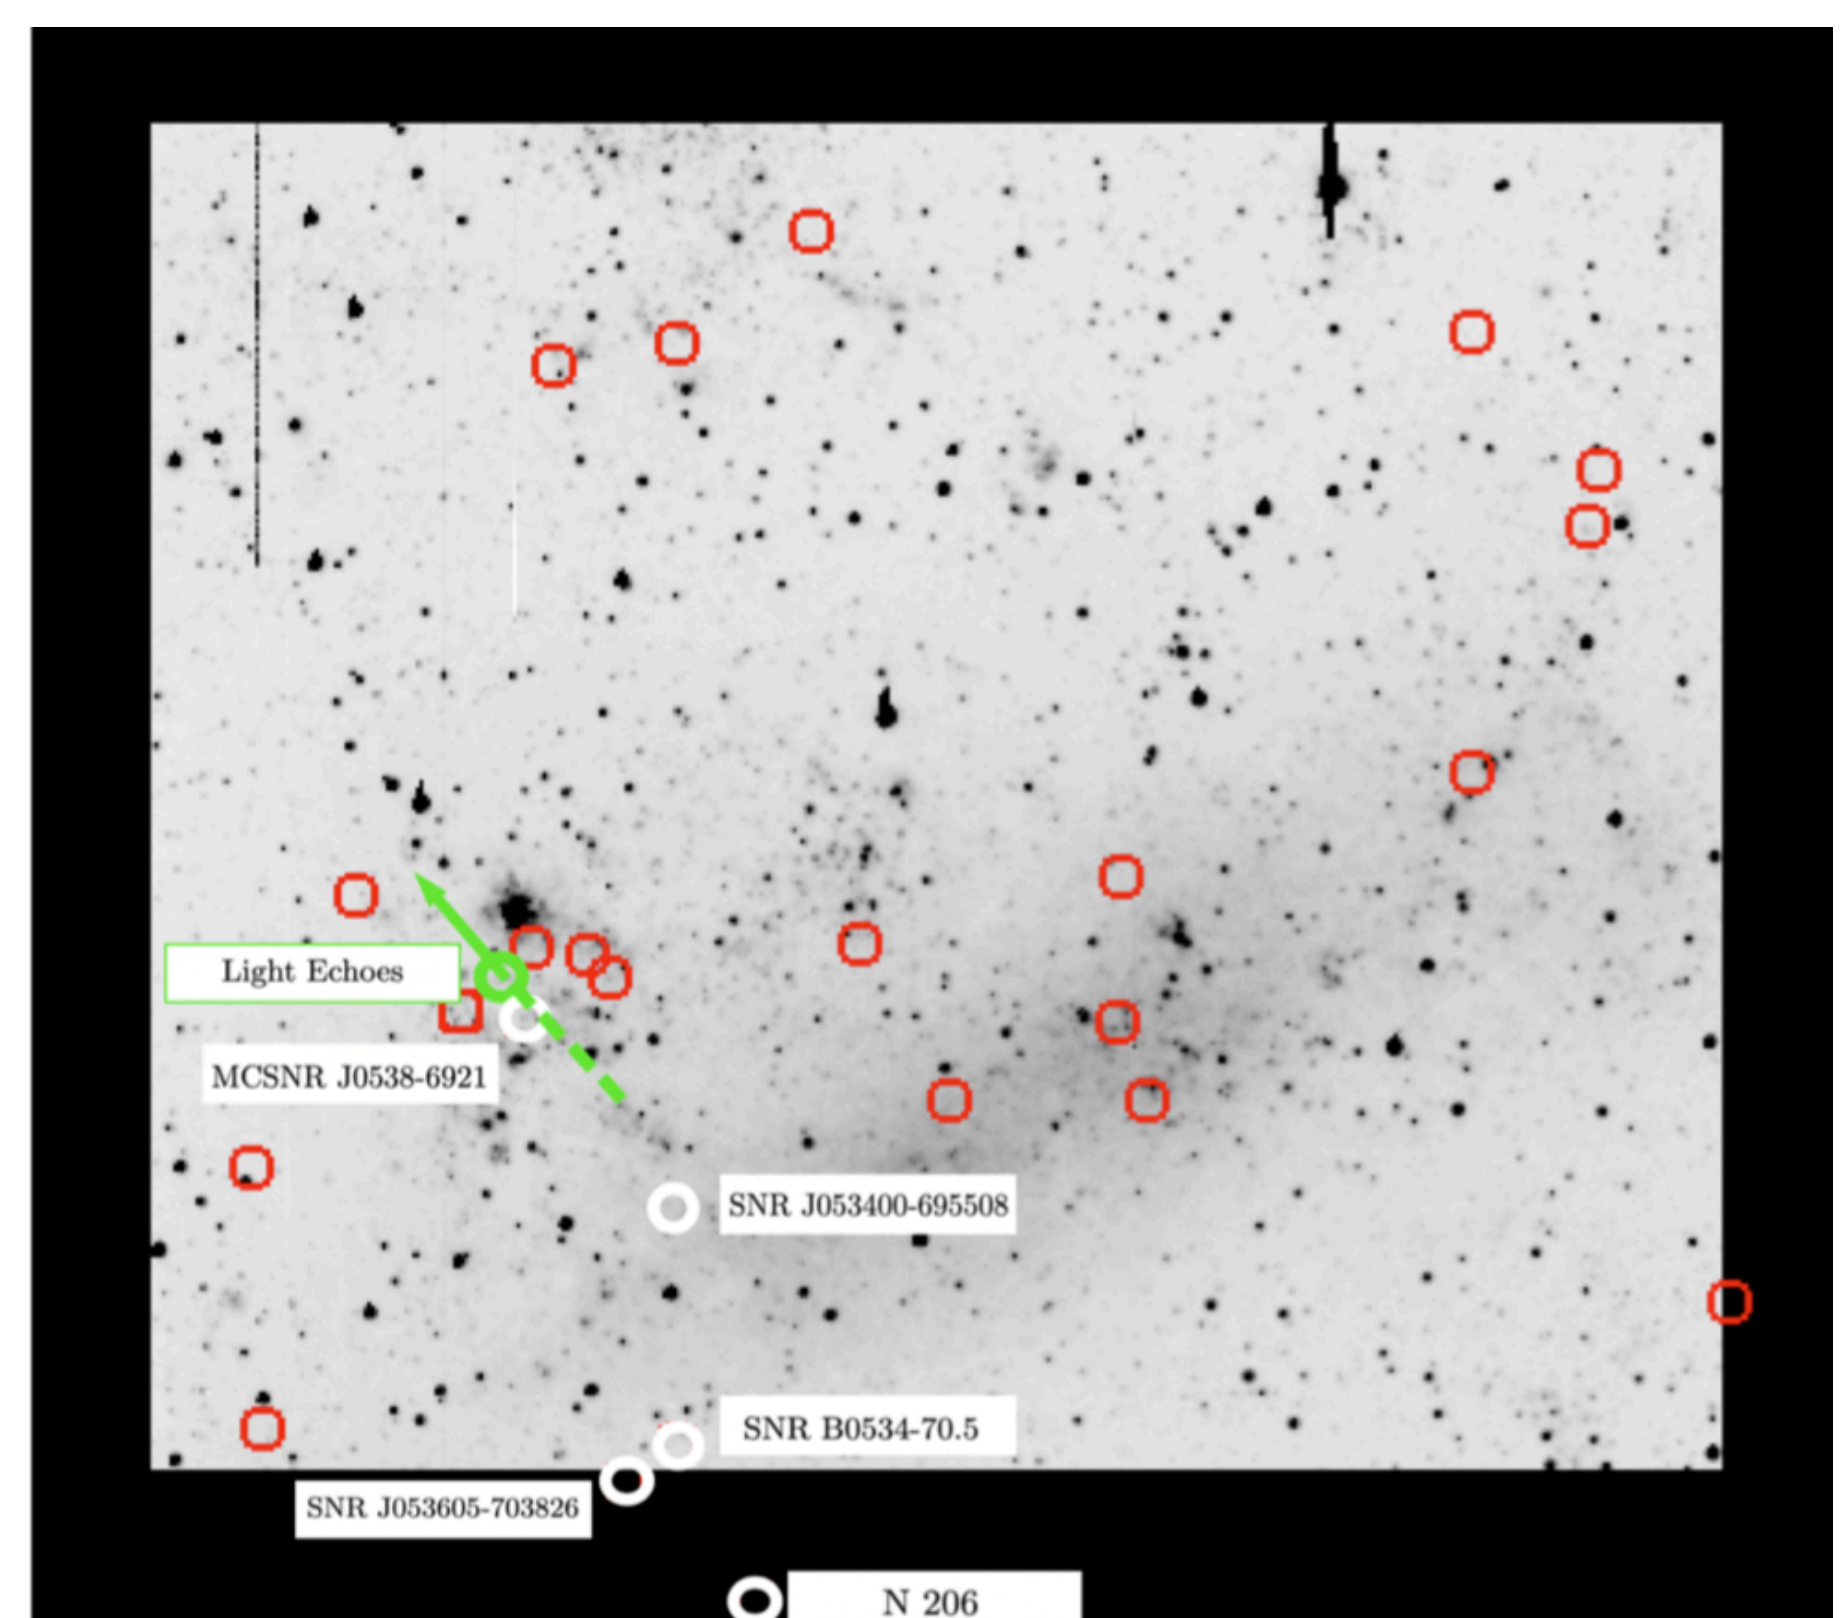 Light Echoes
MCSNR J0538-6921
SNR J053400-695508
SNR B0534-70.5
SNR J053605-703826
N 206